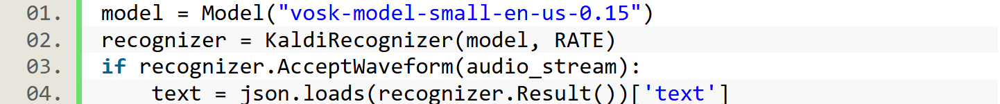 01. model = Model("vosk-model-small-en-us-0.15")
02. recognizer = KaldiRecognizer(model, RATE)
03. if recognizer.AcceptWaveform(audio_stream):
04.     text = json.loads(recognizer.Result())['text']